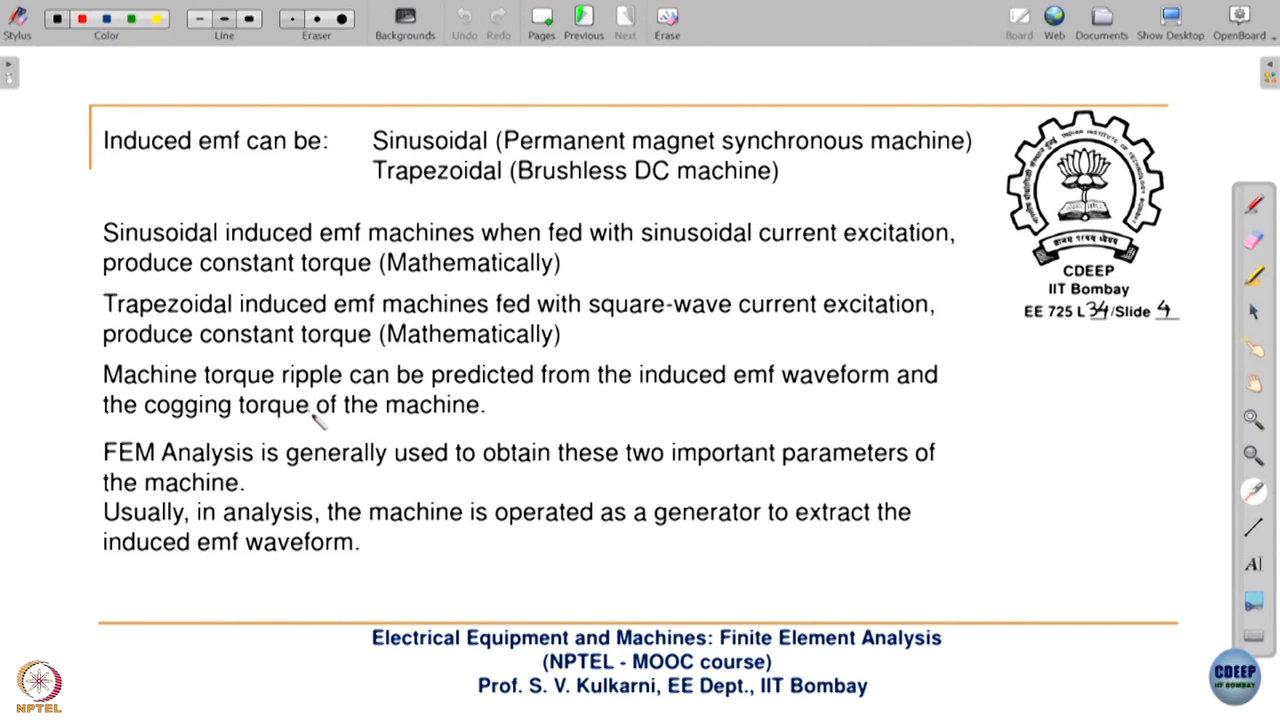 Stylus
Color
Line
Eraser
Backgrounds
Undo
Redo
Pages
Previous
Next
Erase
Board
Web
Documents
Show Desktop
OpenBoard
Induced emf can be: Sinusoidal (Permanent magnet synchronous machine)
Trapezoidal (Brushless DC machine)
Sinusoidal induced emf machines when fed with sinusoidal current excitation,
produce constant torque (Mathematically)
Trapezoidal induced emf machines fed with square-wave current excitation,
produce constant torque (Mathematically)
Machine torque ripple can be predicted from the induced emf waveform and
the cogging torque of the machine.
FEM Analysis is generally used to obtain these two important parameters of
the machine.
Usually, in analysis, the machine is operated as a generator to extract the
induced emf waveform.
CDEEP
IIT Bombay
EE 725 L 34 /Slide 4
AI
Electrical Equipment and Machines: Finite Element Analysis
(NPTEL - MOOC course)
Prof. S. V. Kulkarni, EE Dept., IIT Bombay
NPTEL
CDEEP
IIT BOMBAY